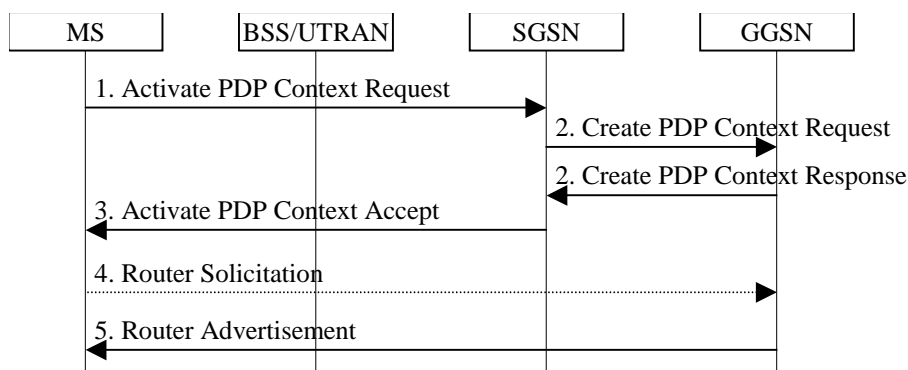 MS BSS/UTRAN SGSN GGSN
1. Activate PDP Context Request
2. Create PDP Context Request
2. Create PDP Context Response
3. Activate PDP Context Accept
4. Router Solicitation
5. Router Advertisement